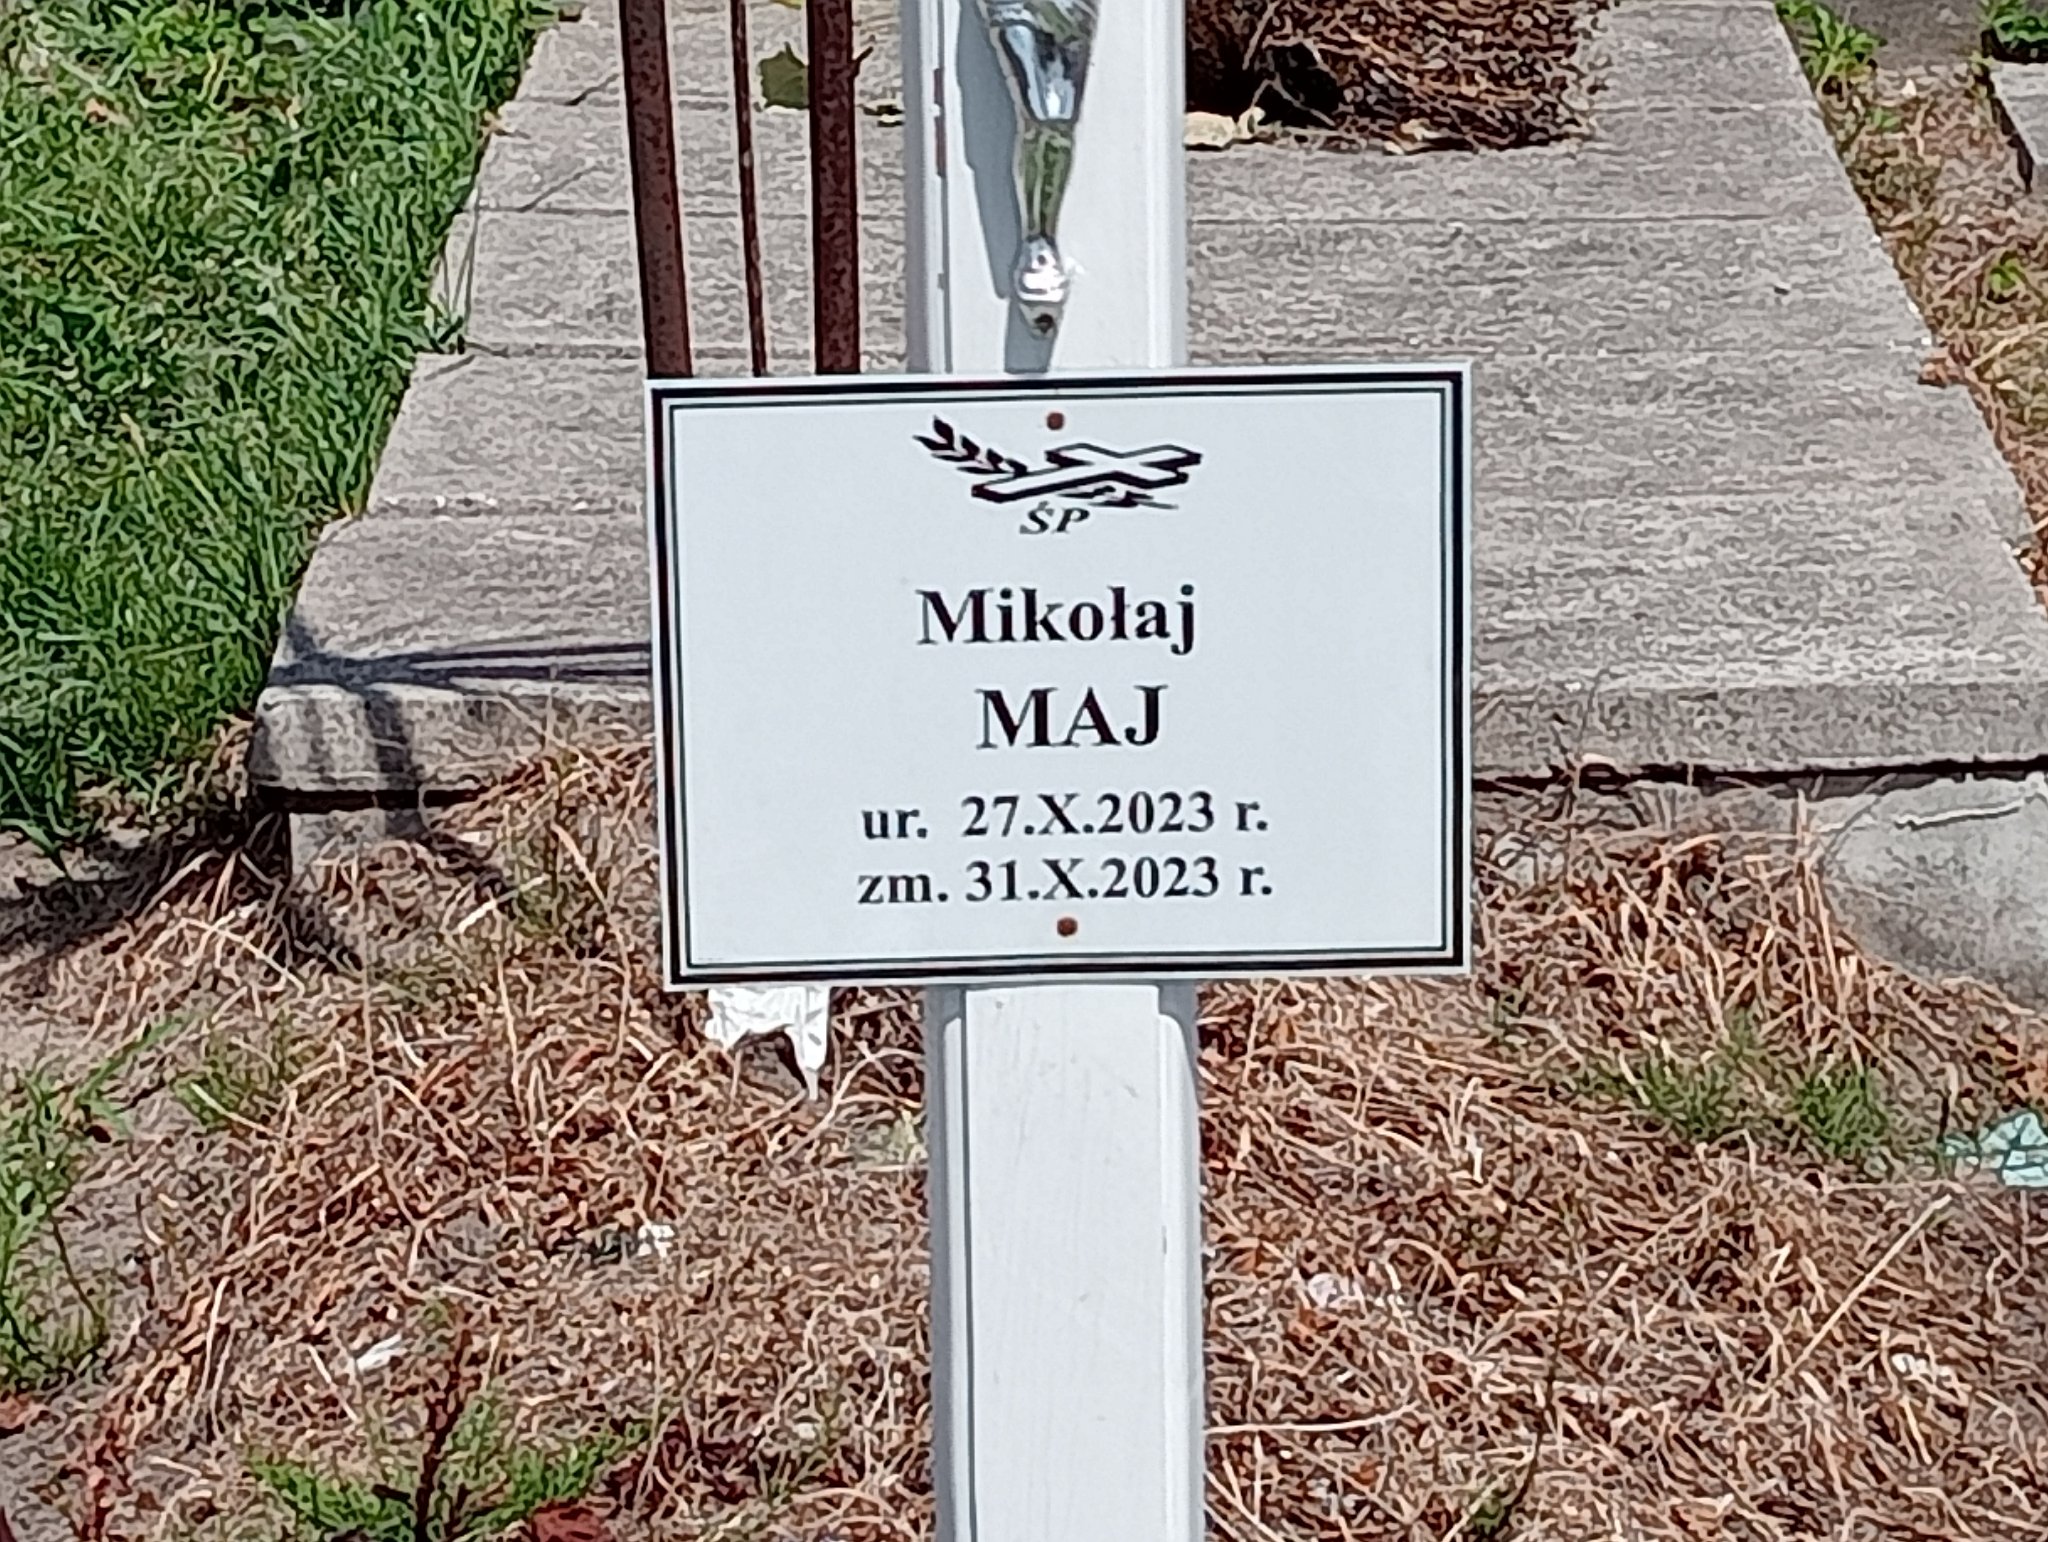 ŚP
Mikołaj
MAJ
ur. 27.X.2023 r.
zm. 31.X.2023 r.